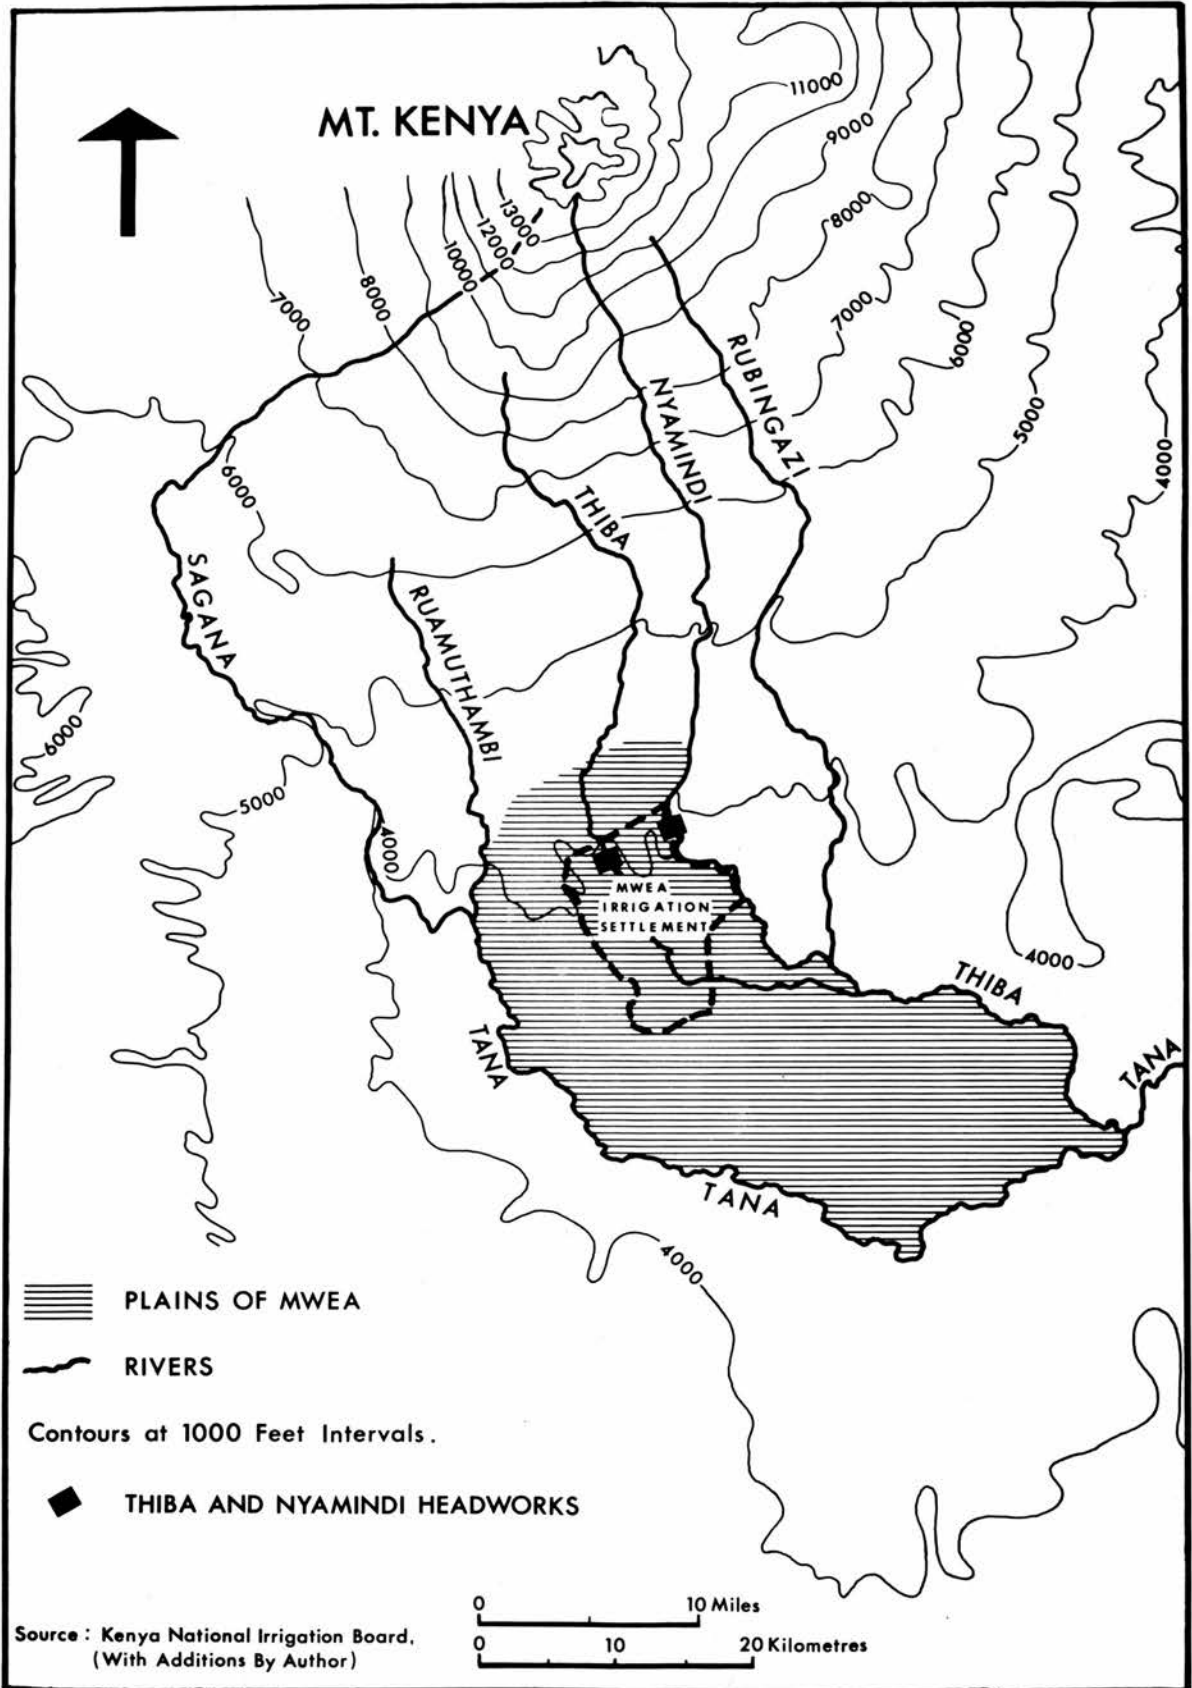 MT. KENYA
11000
9000
8000
7000
6000
5000
4000
13000
12000
10000
8000
7000
6000
RUBINGAZI
NYAMINDI
THIBA
SAGANA
RUAMUTHAMBI
6000
5000
4000
MWEA
IRRIGATION
SETTLEMENT
4000
THIBA
TANA
TANA
TANA
4000
PLAINS OF MWEA
RIVERS
Contours at 1000 Feet Intervals.
THIBA AND NYAMINDI HEADWORKS
0 10 Miles
0 10 20 Kilometres
Source: Kenya National Irrigation Board,
(With Additions By Author)